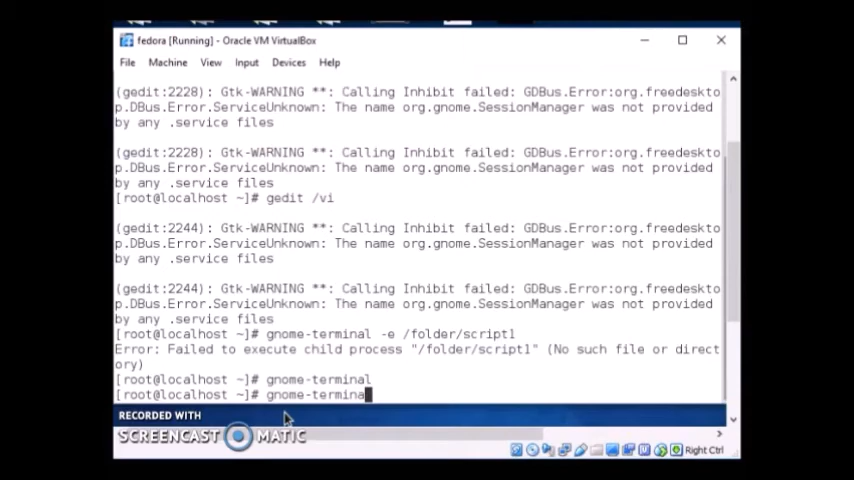 fedora [Running] - Oracle VM VirtualBox
File Machine View Input Devices Help
(gedit:2228): Gtk-WARNING **: Calling Inhibit failed: GDBus.Error:org.freedeskto
p.DBus.Error.ServiceUnknown: The name org.gnome.SessionManager was not provided
by any .service files
(gedit:2228): Gtk-WARNING **: Calling Inhibit failed: GDBus.Error:org.freedeskto
p.DBus.Error.ServiceUnknown: The name org.gnome.SessionManager was not provided
by any .service files
[root@localhost ~]# gedit /vi
(gedit:2244): Gtk-WARNING **: Calling Inhibit failed: GDBus.Error:org.freedeskto
p.DBus.Error.ServiceUnknown: The name org.gnome.SessionManager was not provided
by any .service files
(gedit:2244): Gtk-WARNING **: Calling Inhibit failed: GDBus.Error:org.freedeskto
p.DBus.Error.ServiceUnknown: The name org.gnome.SessionManager was not provided
by any .service files
[root@localhost ~]# gnome-terminal -e /folder/script1
Error: Failed to execute child process "/folder/script1" (No such file or direct
ory)
[root@localhost ~]# gnome-terminal
[root@localhost ~]# gnome-termina
RECORDED WITH
SCREENCAST MATIC
Right Ctrl